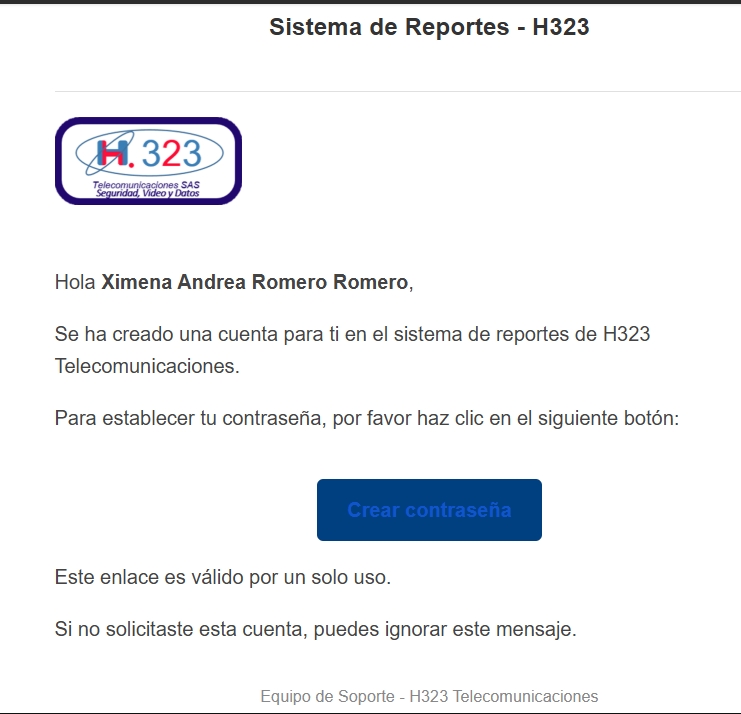 Sistema de Reportes - H323
H.323
Telecomunicaciones SAS
Seguridad, Video y Datos
Hola Ximena Andrea Romero Romero,
Se ha creado una cuenta para ti en el sistema de reportes de H323
Telecomunicaciones.
Para establecer tu contraseña, por favor haz clic en el siguiente botón:
Crear contraseña
Este enlace es válido por un solo uso.
Si no solicitaste esta cuenta, puedes ignorar este mensaje.
Equipo de Soporte - H323 Telecomunicaciones